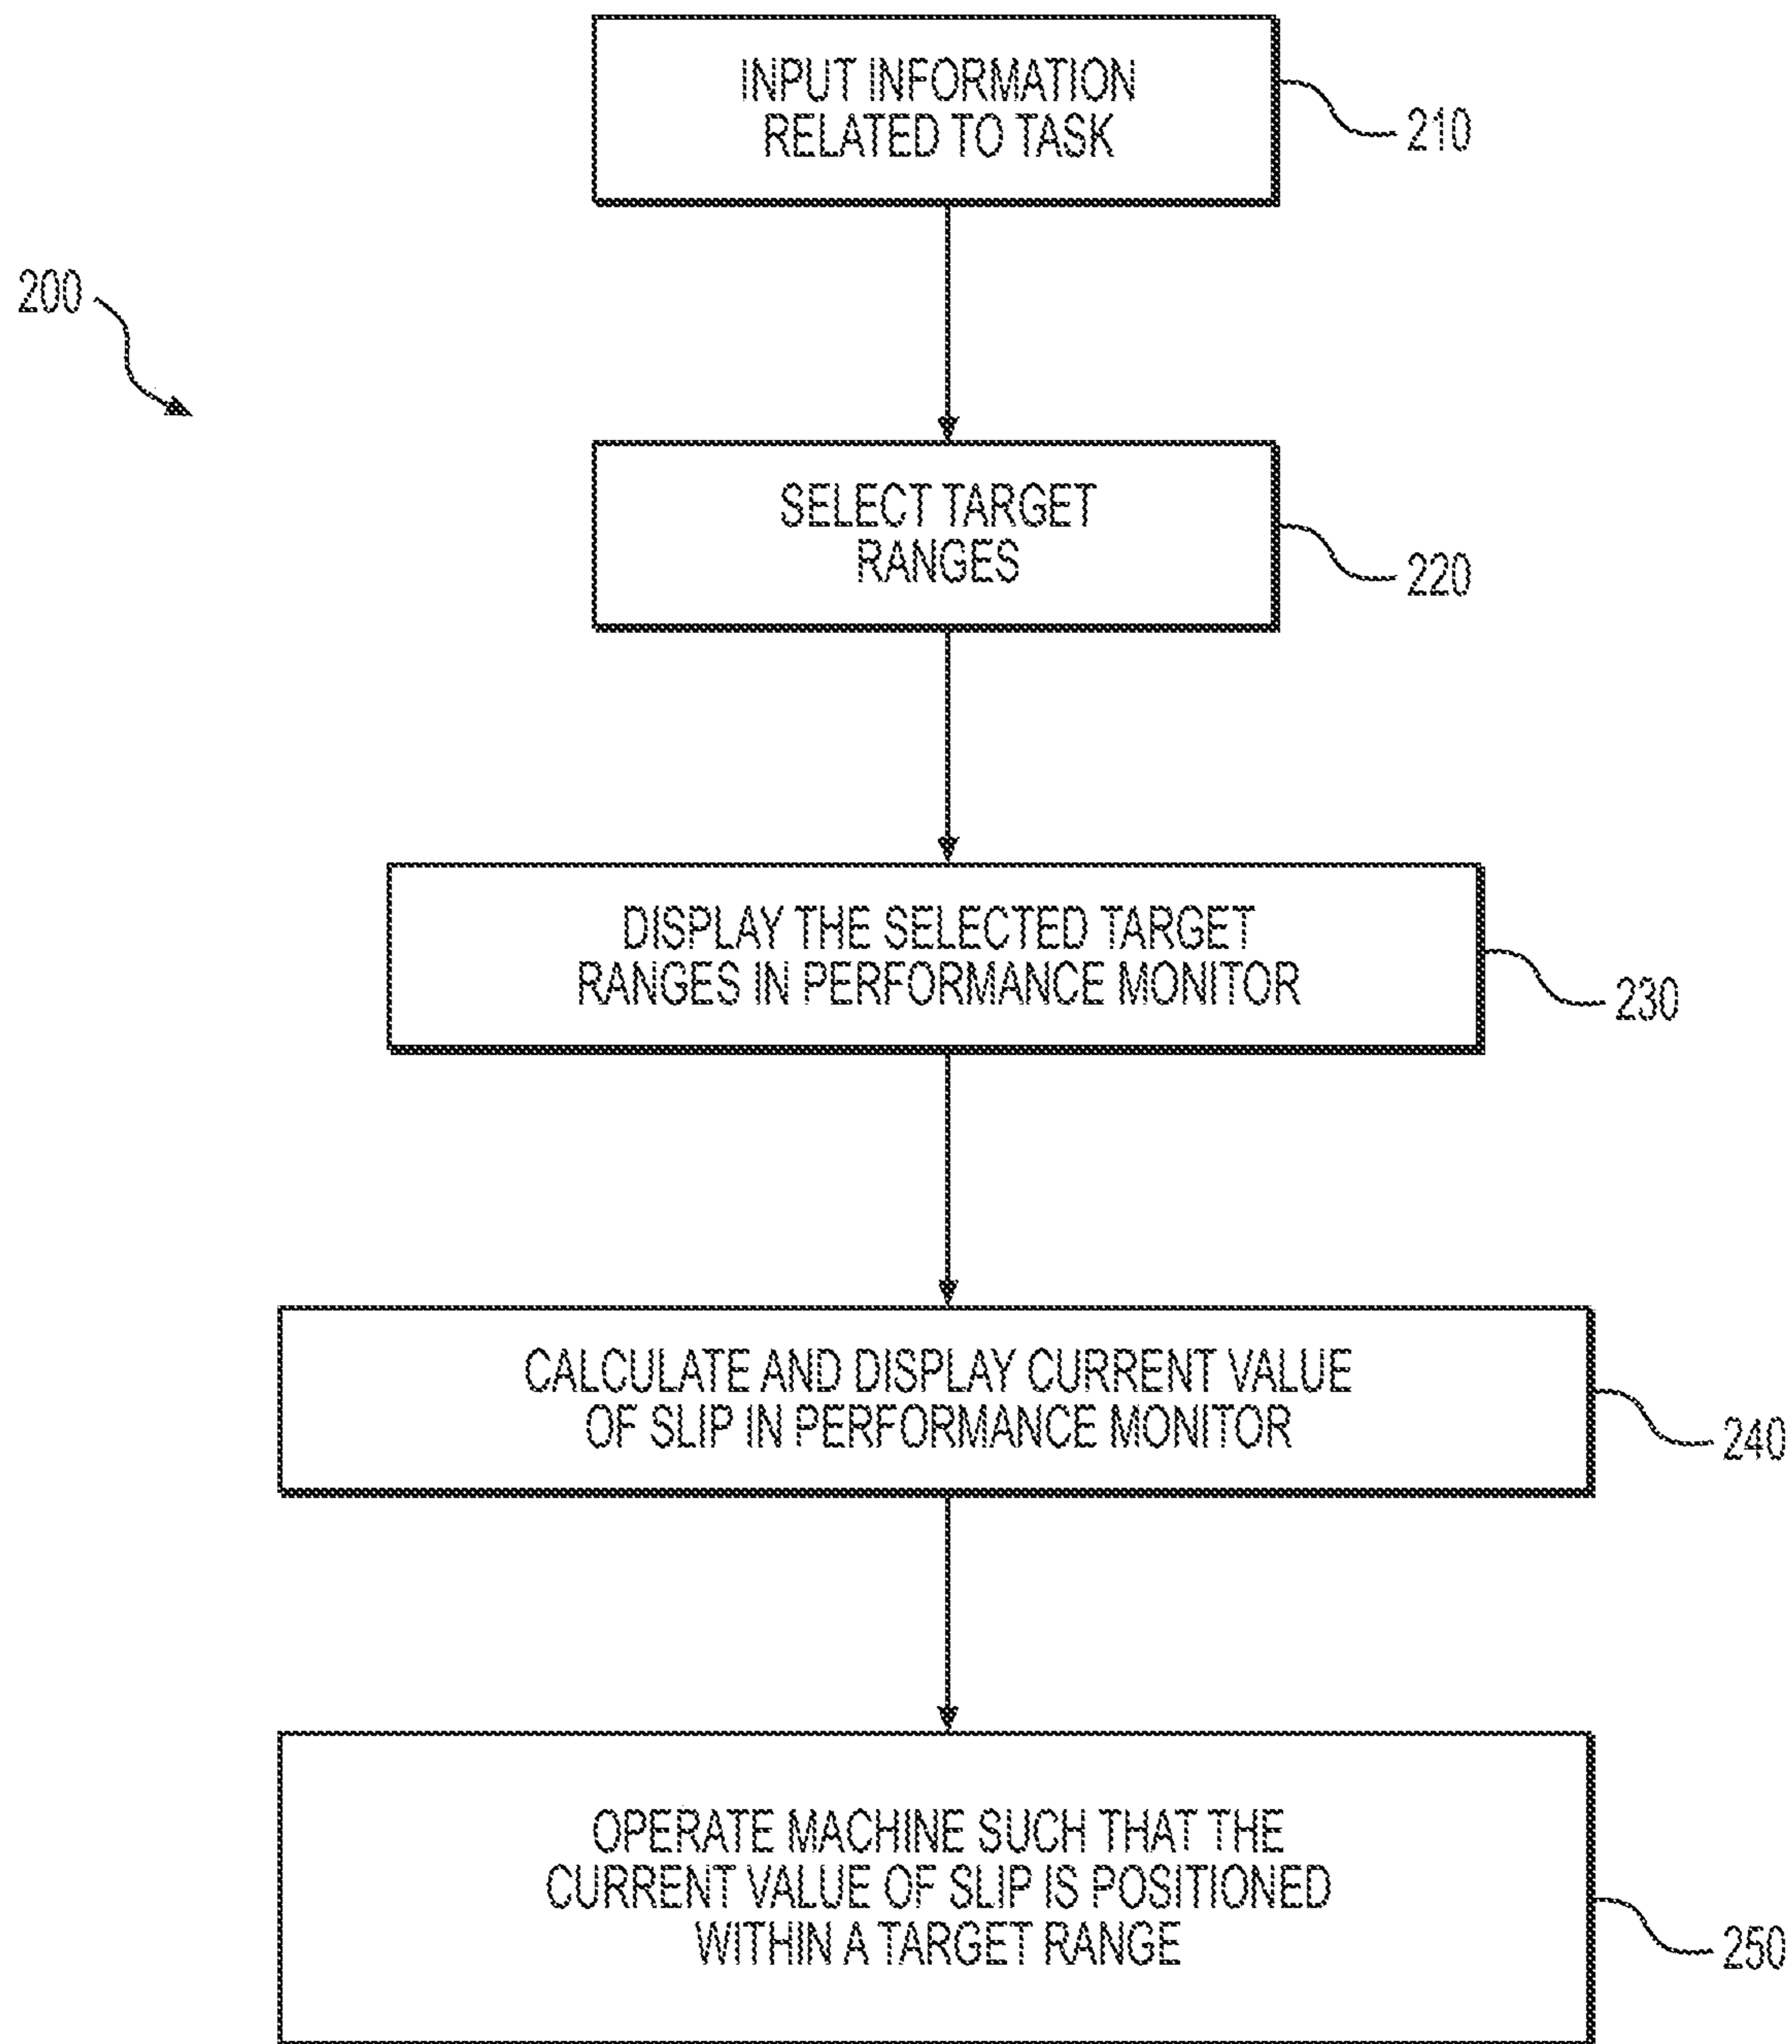 INPUT INFORMATION
RELATED TO TASK
210
200
SELECT TARGET
RANGES
220
DISPLAY THE SELECTED TARGET
RANGES IN PERFORMANCE MONITOR
230
CALCULATE AND DISPLAY CURRENT VALUE
OF SLIP IN PERFORMANCE MONITOR
240
OPERATE MACHINE SUCH THAT THE
CURRENT VALUE OF SLIP IS POSITIONED
WITHIN A TARGET RANGE
250